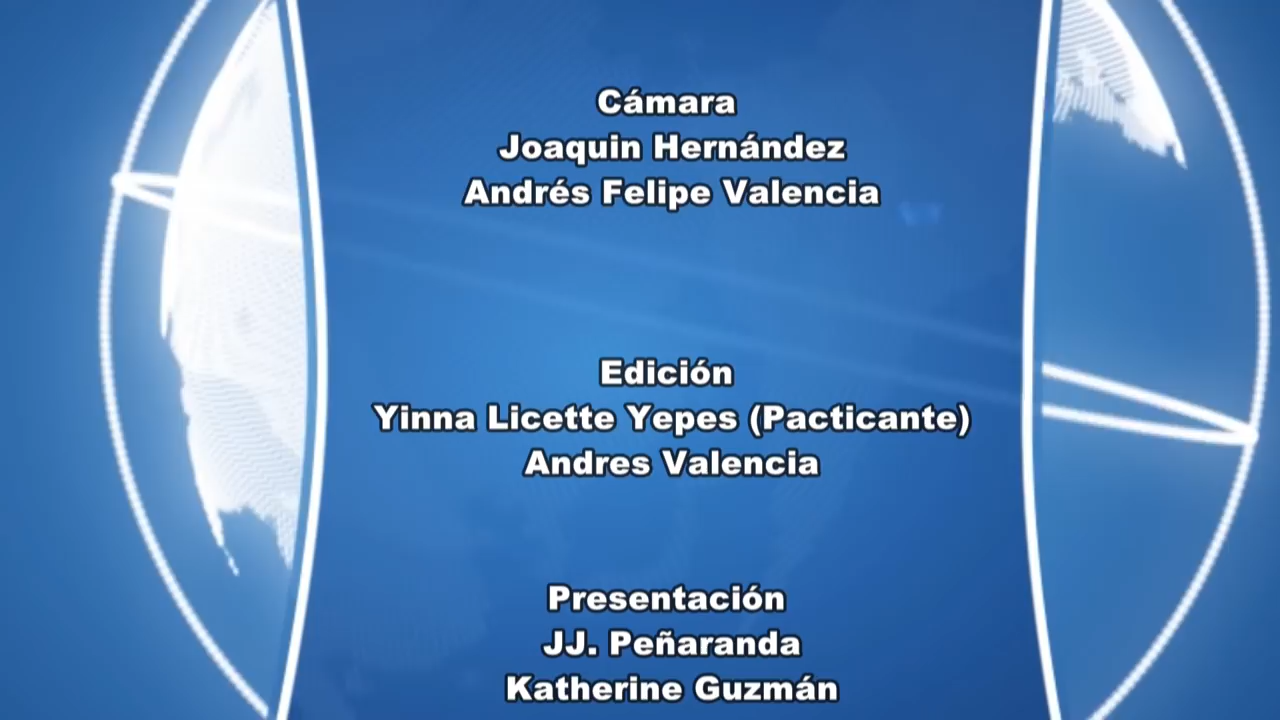 Cámara
Joaquin Hernández
Andrés Felipe Valencia
Edición
Yinna Licette Yepes (Pacticante)
Andres Valencia
Presentación
JJ. Peñaranda
Katherine Guzmán